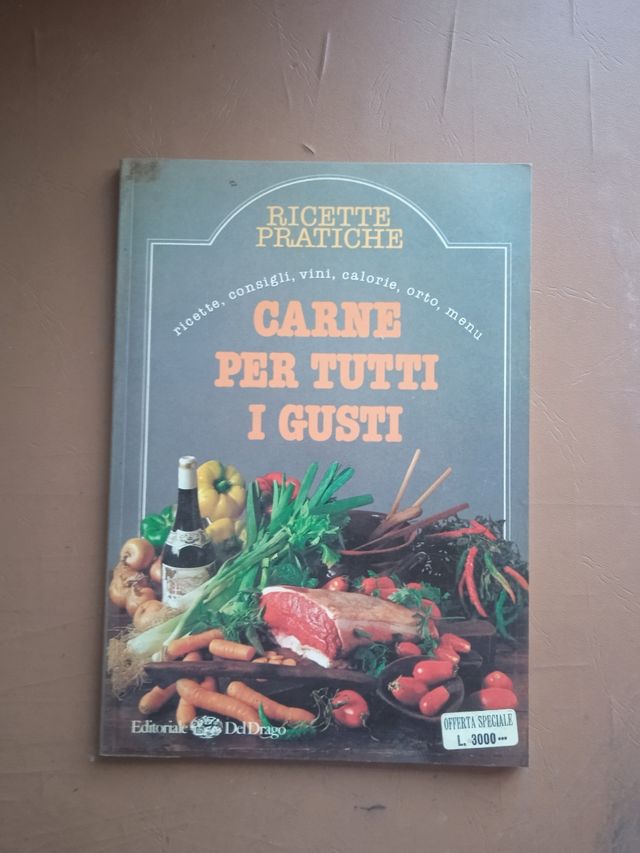 RICETTE
PRATICHE
ricette, consigli, vini, calorie, orto, menu
CARNE
PER TUTTI
I GUSTI
Editoriale Del Drago
OFFERTA SPECIALE
L. 3000